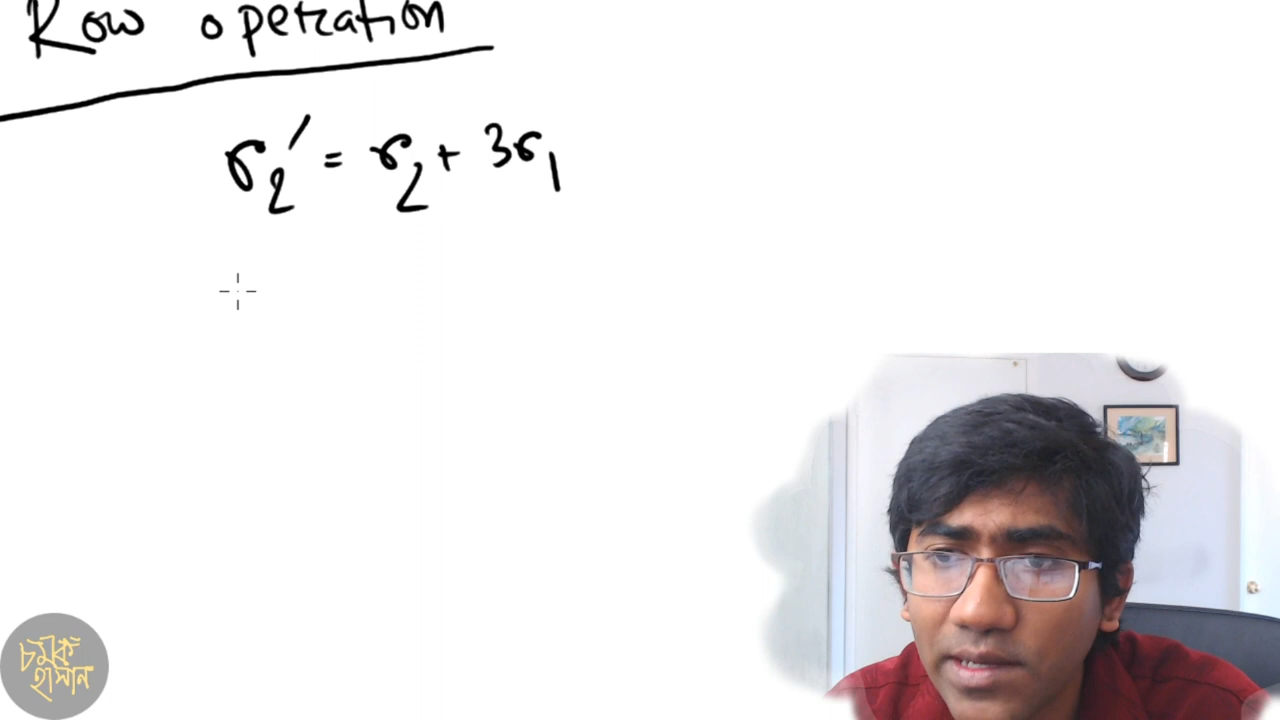 Row operation
r₂′ = r₂ + 3r₁
চমক
হাসান